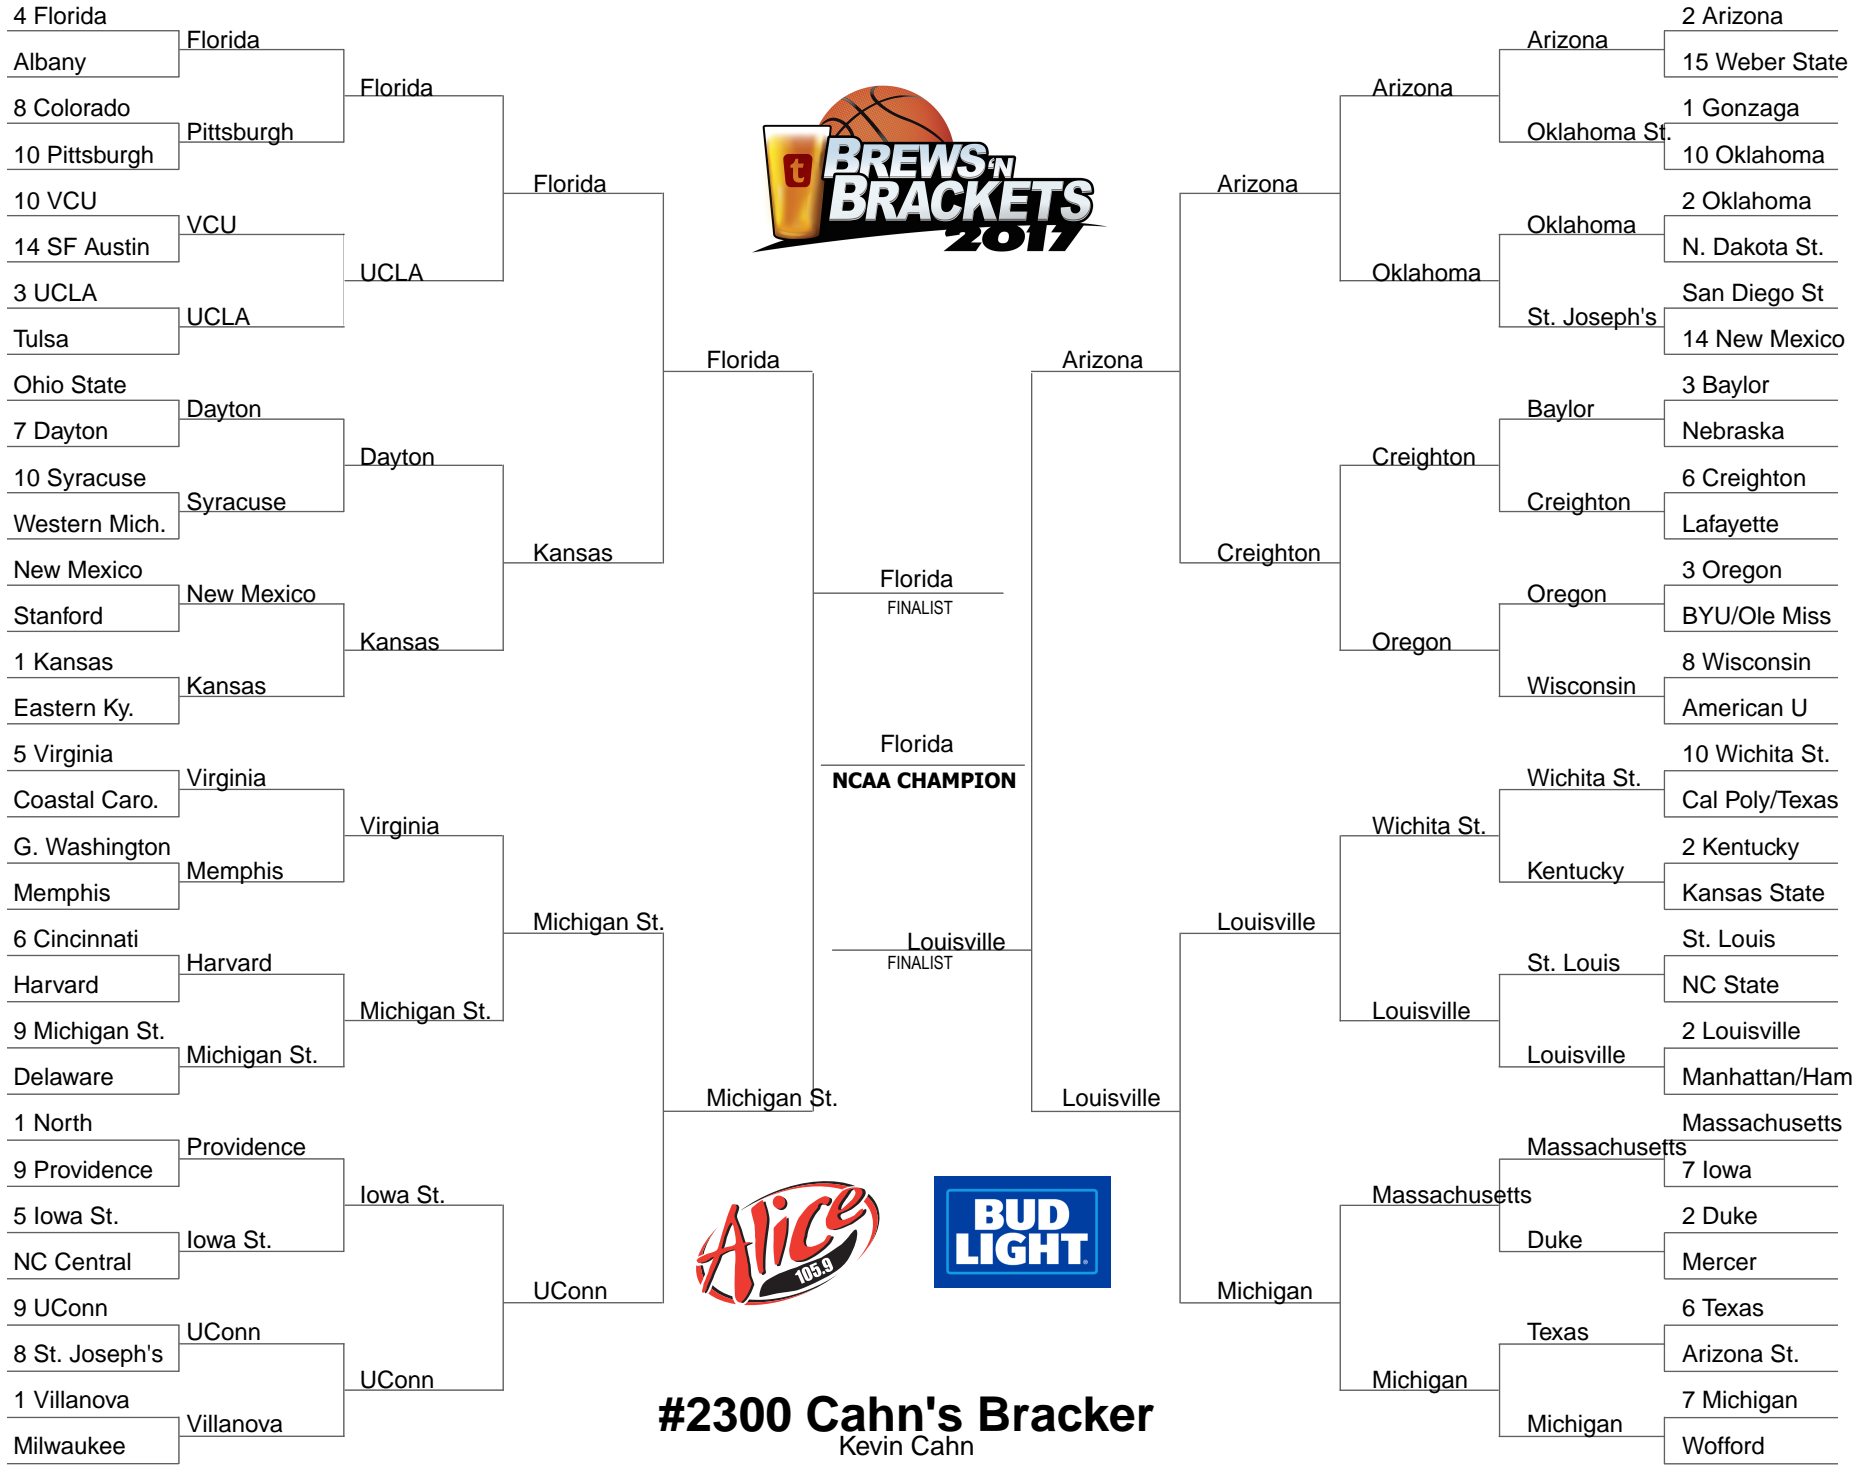 4 Florida
Albany
8 Colorado
10 Pittsburgh
10 VCU
14 SF Austin
3 UCLA
Tulsa
Ohio State
7 Dayton
10 Syracuse
Western Mich.
New Mexico
Stanford
1 Kansas
Eastern Ky.
5 Virginia
Coastal Caro.
G. Washington
Memphis
6 Cincinnati
Harvard
9 Michigan St.
Delaware
1 North
9 Providence
5 Iowa St.
NC Central
9 UConn
8 St. Joseph's
1 Villanova
Milwaukee
Florida
Pittsburgh
VCU
UCLA
Dayton
Syracuse
New Mexico
Kansas
Virginia
Memphis
Harvard
Michigan St.
Providence
Iowa St.
UConn
Villanova
Florida
UCLA
Dayton
Kansas
Virginia
Michigan St.
Iowa St.
UConn
Florida
Kansas
Michigan St.
UConn
Florida
Michigan St.
t
BREWS 'N
BRACKETS
2017
Florida
FINALIST
Florida
NCAA CHAMPION
Louisville
FINALIST
Alice
105.9
BUD
LIGHT
#2300 Cahn's Bracker
Kevin Cahn
Arizona
Louisville
Arizona
Creighton
Louisville
Michigan
Arizona
Oklahoma
Creighton
Oregon
Wichita St.
Louisville
Massachusetts
Michigan
Arizona
Oklahoma St.
Oklahoma
St. Joseph's
Baylor
Creighton
Oregon
Wisconsin
Wichita St.
Kentucky
St. Louis
Louisville
Massachusetts
Duke
Texas
Michigan
2 Arizona
15 Weber State
1 Gonzaga
10 Oklahoma
2 Oklahoma
N. Dakota St.
San Diego St
14 New Mexico
3 Baylor
Nebraska
6 Creighton
Lafayette
3 Oregon
BYU/Ole Miss
8 Wisconsin
American U
10 Wichita St.
Cal Poly/Texas
2 Kentucky
Kansas State
St. Louis
NC State
2 Louisville
Manhattan/Ham
Massachusetts
7 Iowa
2 Duke
Mercer
6 Texas
Arizona St.
7 Michigan
Wofford